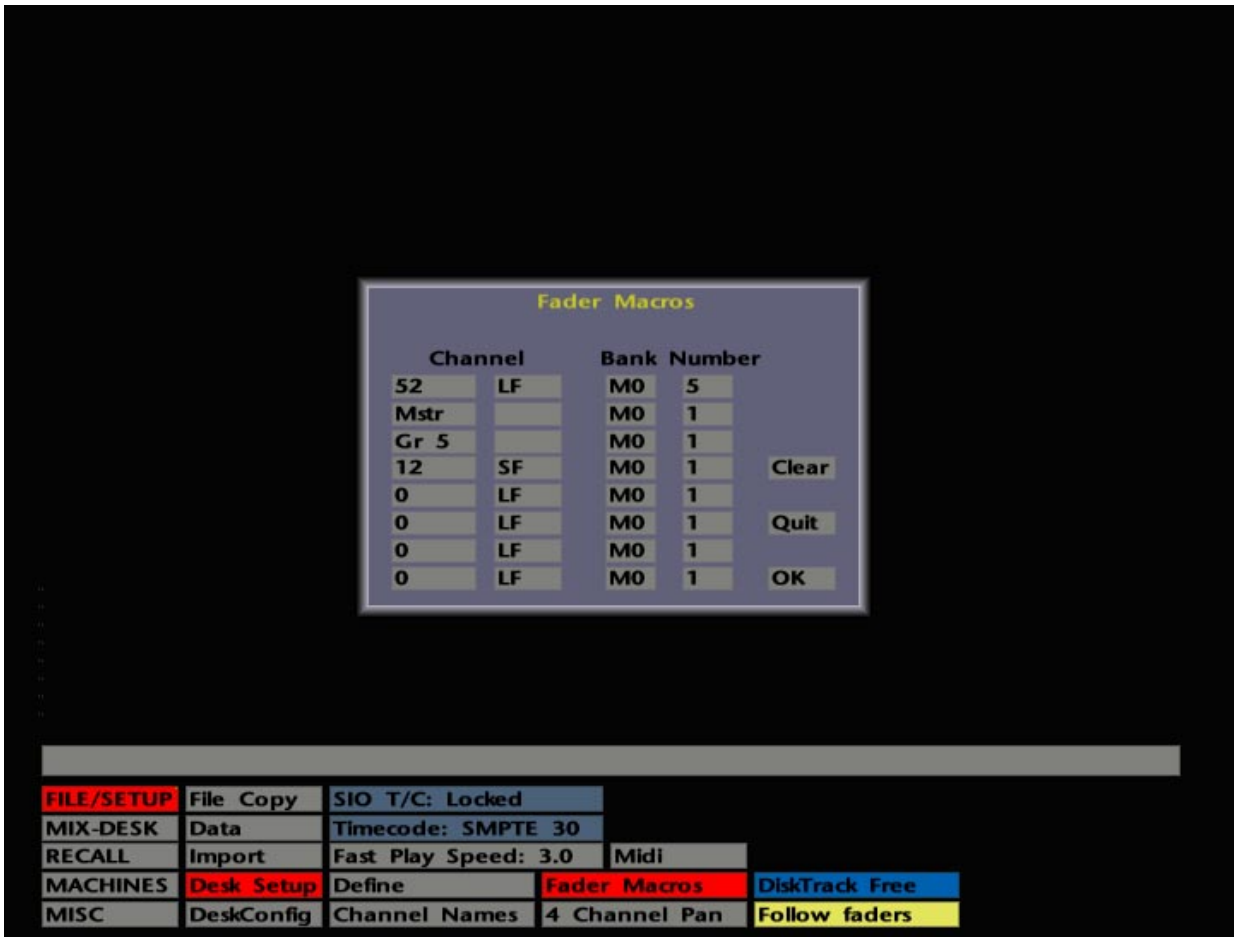 Fader Macros
Channel Bank Number
52 LF M0 5
Mstr M0 1
Gr 5 M0 1
12 SF M0 1 Clear
0 LF M0 1
0 LF M0 1 Quit
0 LF M0 1
0 LF M0 1 OK
FILE/SETUP File Copy SIO T/C: Locked
MIX-DESK Data Timecode: SMPTE 30
RECALL Import Fast Play Speed: 3.0 Midi
MACHINES Desk Setup Define Fader Macros DiskTrack Free
MISC DeskConfig Channel Names 4 Channel Pan Follow faders